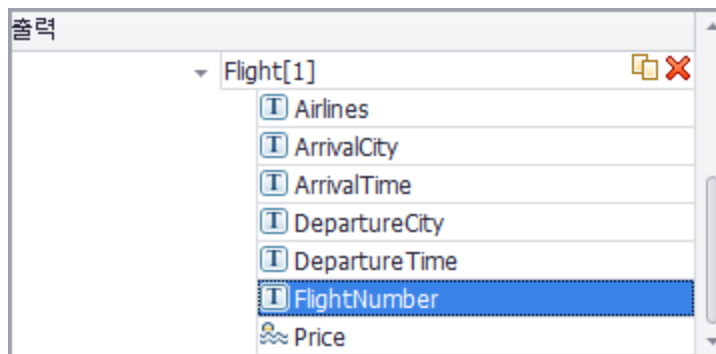 출력
Flight[1]
Airlines
ArrivalCity
ArrivalTime
DepartureCity
DepartureTime
FlightNumber
Price